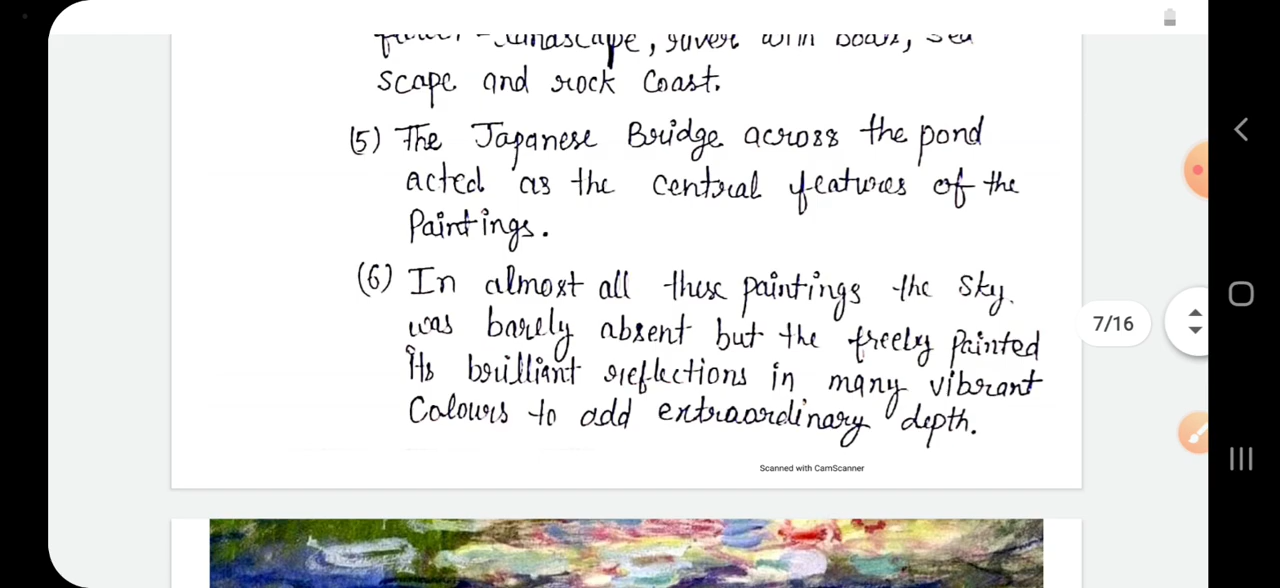 scape and rock Coast.
(5) The Japanese Bridge across the pond
acted as the central features of the
Paintings.
(6) In almost all these paintings the sky.
was barely absent but the freely painted
its brilliant reflections in many vibrant
Colours to add extraordinary depth.
7/16
Scanned with CamScanner